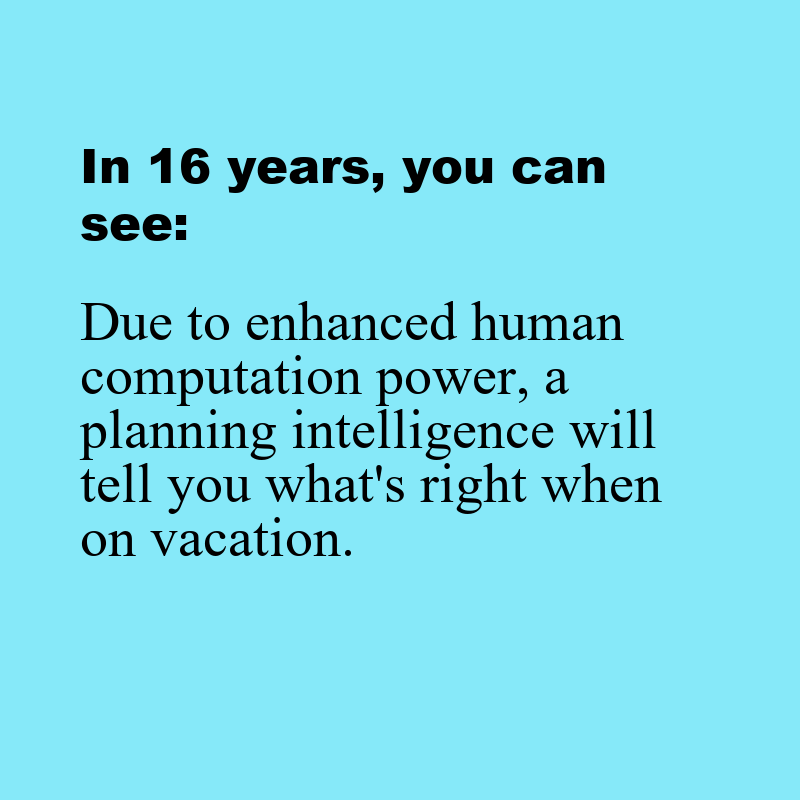 In 16 years, you can
see:
Due to enhanced human
computation power, a
planning intelligence will
tell you what's right when
on vacation.